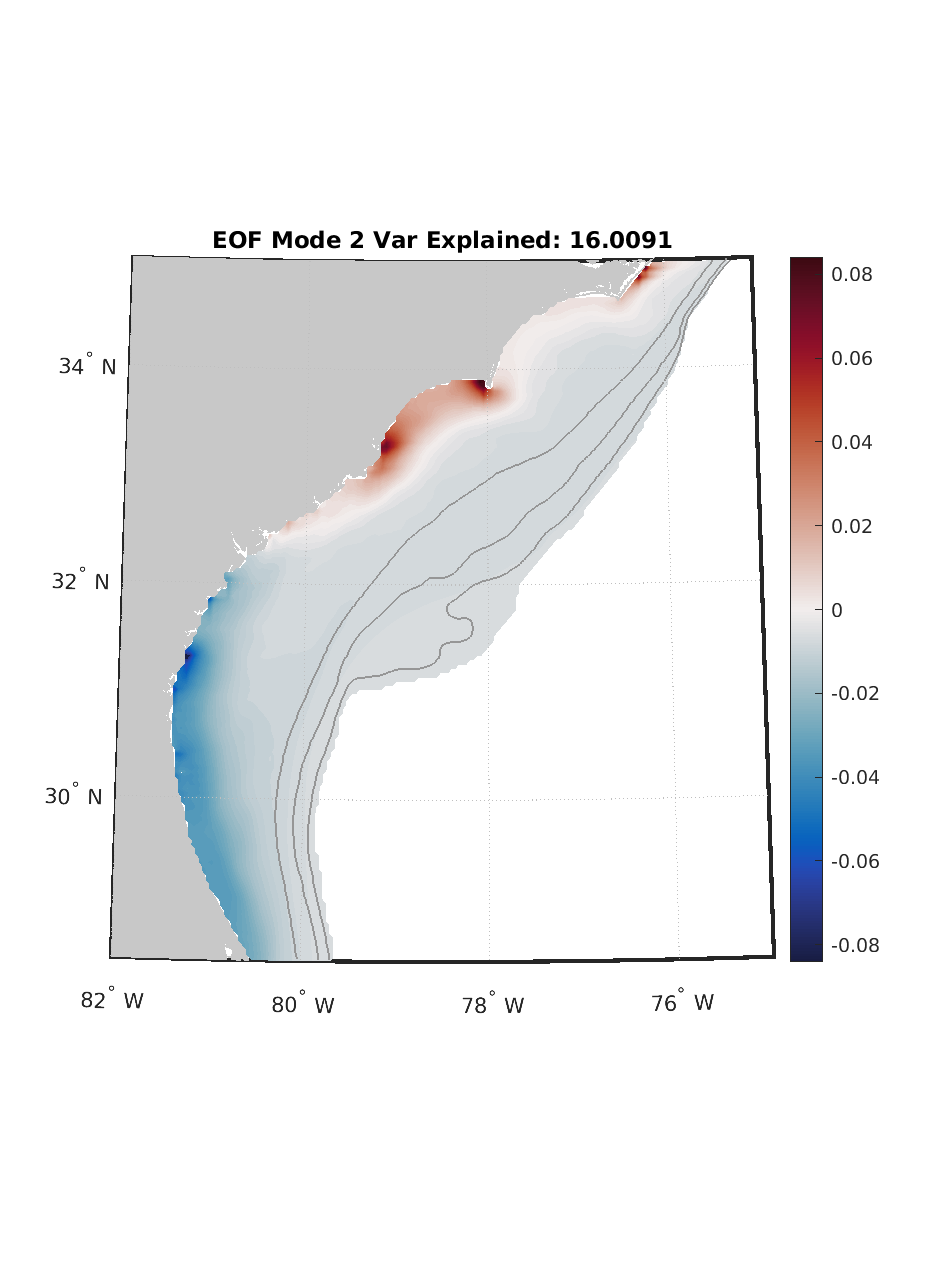 EOF Mode 2 Var Explained: 16.0091
34° N
32° N
30° N
82° W
80° W
78° W
76° W
0.08
0.06
0.04
0.02
0
-0.02
-0.04
-0.06
-0.08